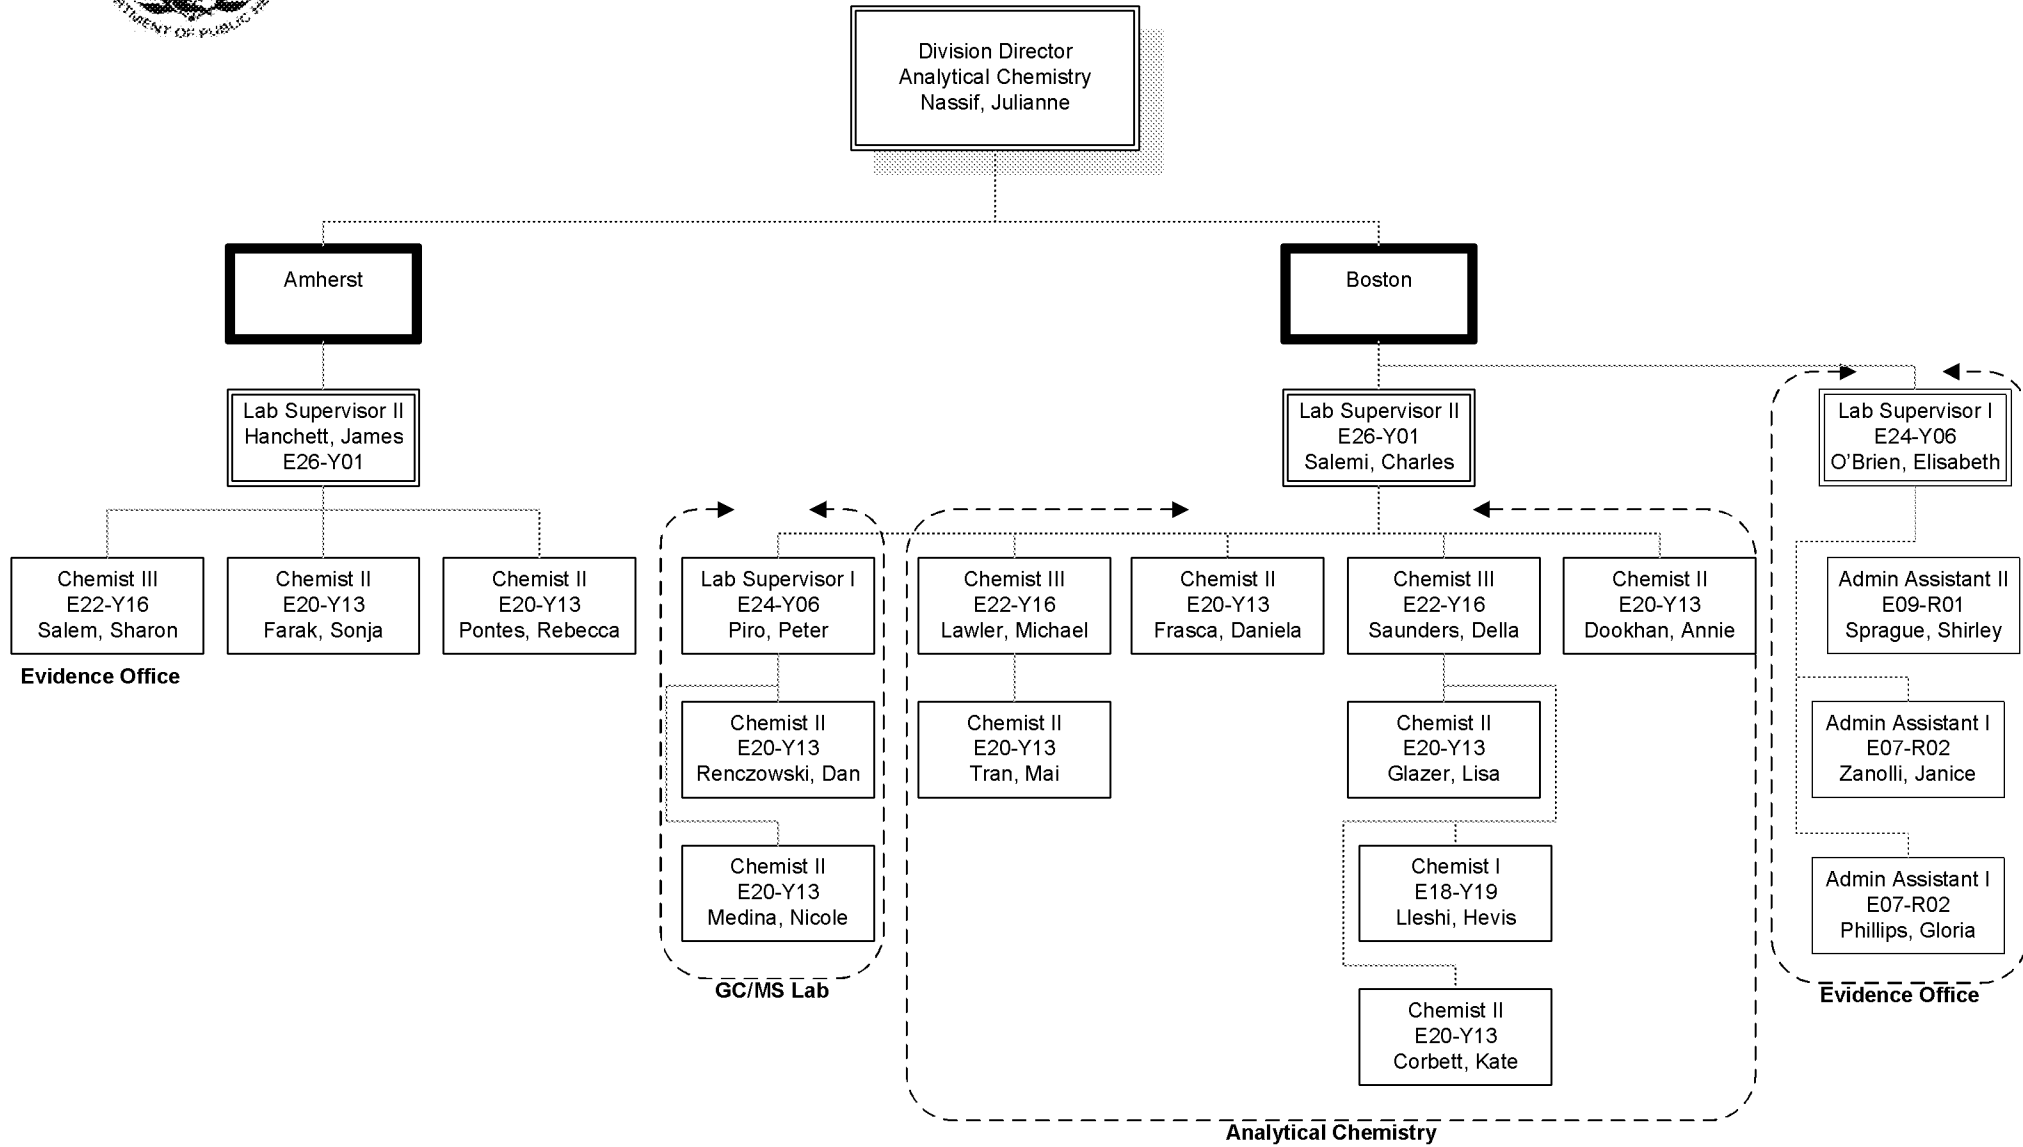 DEPARTMENT OF PUBLIC HE
Division Director
Analytical Chemistry
Nassif, Julianne
Amherst
Boston
Lab Supervisor II
Hanchett, James
E26-Y01
Lab Supervisor II
E26-Y01
Salemi, Charles
Lab Supervisor I
E24-Y06
O'Brien, Elisabeth
Chemist III
E22-Y16
Salem, Sharon
Evidence Office
Chemist II
E20-Y13
Farak, Sonja
Chemist II
E20-Y13
Pontes, Rebecca
Lab Supervisor I
E24-Y06
Piro, Peter
Chemist III
E22-Y16
Lawler, Michael
Chemist II
E20-Y13
Frasca, Daniela
Chemist III
E22-Y16
Saunders, Della
Chemist II
E20-Y13
Dookhan, Annie
Admin Assistant II
E09-R01
Sprague, Shirley
Chemist II
E20-Y13
Renczowski, Dan
Chemist II
E20-Y13
Tran, Mai
Chemist II
E20-Y13
Glazer, Lisa
Admin Assistant I
E07-R02
Zanolli, Janice
Chemist II
E20-Y13
Medina, Nicole
Chemist I
E18-Y19
Lleshi, Hevis
Admin Assistant I
E07-R02
Phillips, Gloria
GC/MS Lab
Evidence Office
Chemist II
E20-Y13
Corbett, Kate
Analytical Chemistry